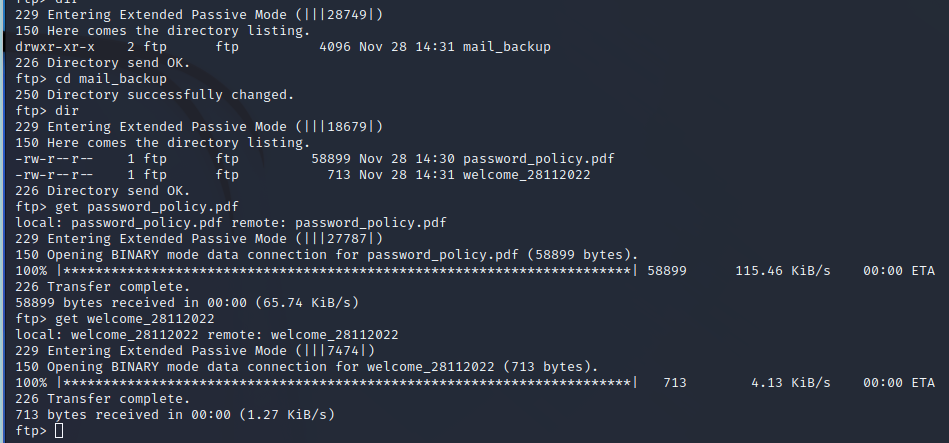 ftp> dir
229 Entering Extended Passive Mode (|||28749|)
150 Here comes the directory listing.
drwxr-xr-x    2 ftp      ftp          4096 Nov 28 14:31 mail_backup
226 Directory send OK.
ftp> cd mail_backup
250 Directory successfully changed.
ftp> dir
229 Entering Extended Passive Mode (|||18679|)
150 Here comes the directory listing.
-rw-r--r--    1 ftp      ftp         58899 Nov 28 14:30 password_policy.pdf
-rw-r--r--    1 ftp      ftp           713 Nov 28 14:31 welcome_28112022
226 Directory send OK.
ftp> get password_policy.pdf
local: password_policy.pdf remote: password_policy.pdf
229 Entering Extended Passive Mode (|||27787|)
150 Opening BINARY mode data connection for password_policy.pdf (58899 bytes).
100% |***********************************************************************| 58899      115.46 KiB/s    00:00 ETA
226 Transfer complete.
58899 bytes received in 00:00 (65.74 KiB/s)
ftp> get welcome_28112022
local: welcome_28112022 remote: welcome_28112022
229 Entering Extended Passive Mode (|||7474|)
150 Opening BINARY mode data connection for welcome_28112022 (713 bytes).
100% |***********************************************************************|   713        4.13 KiB/s    00:00 ETA
226 Transfer complete.
713 bytes received in 00:00 (1.27 KiB/s)
ftp>